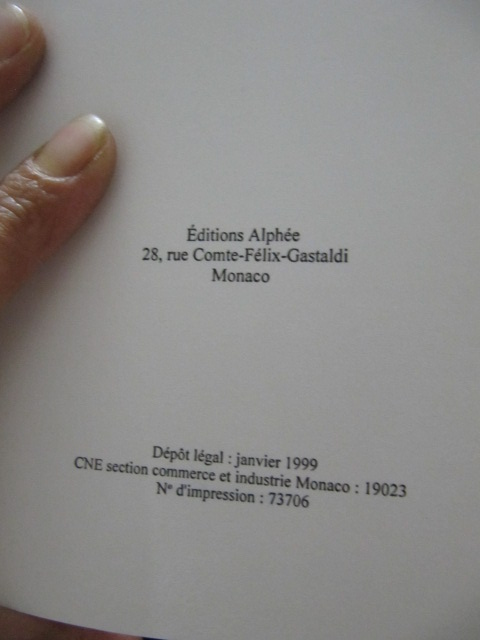 Éditions Alphée
28, rue Comte-Félix-Gastaldi
Monaco
Dépôt légal : janvier 1999
CNE section commerce et industrie Monaco : 19023
Nº d'impression : 73706